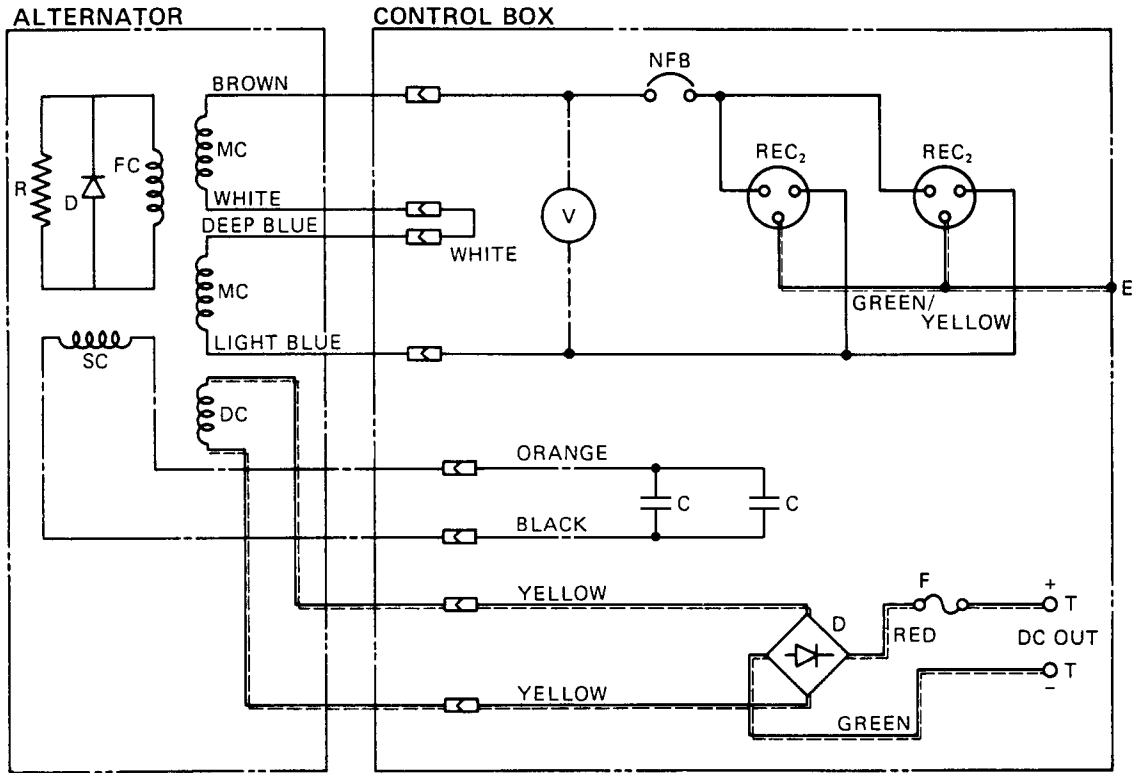 ALTERNATOR
CONTROL BOX
BROWN
NFB
R
D
FC
MC
REC₂
REC₂
WHITE
DEEP BLUE
WHITE
V
MC
GREEN/
YELLOW
E
LIGHT BLUE
SC
DC
ORANGE
C
C
BLACK
YELLOW
F
+
T
D
RED
DC OUT
YELLOW
T
−
GREEN